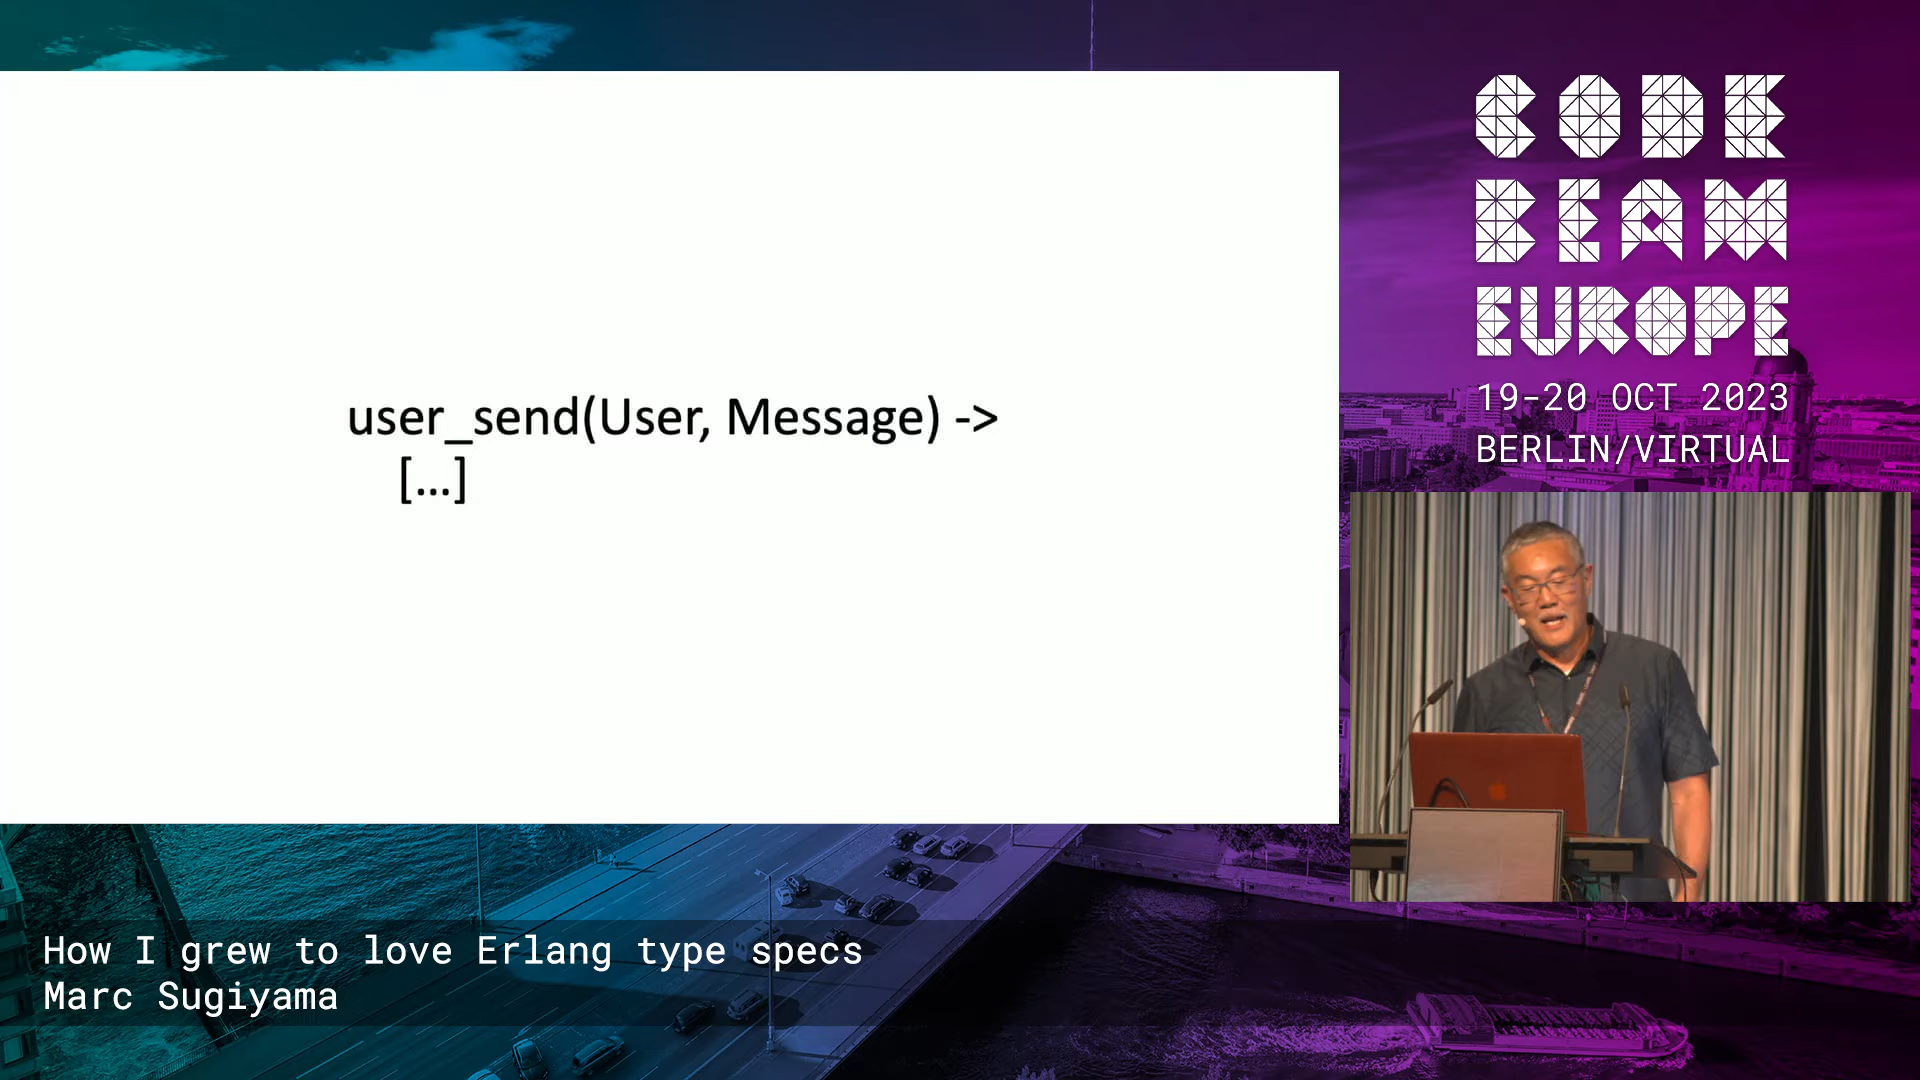 user_send(User, Message) ->
[...]
CODE
BEAM
EUROPE
19-20 OCT 2023
BERLIN/VIRTUAL
How I grew to love Erlang type specs
Marc Sugiyama